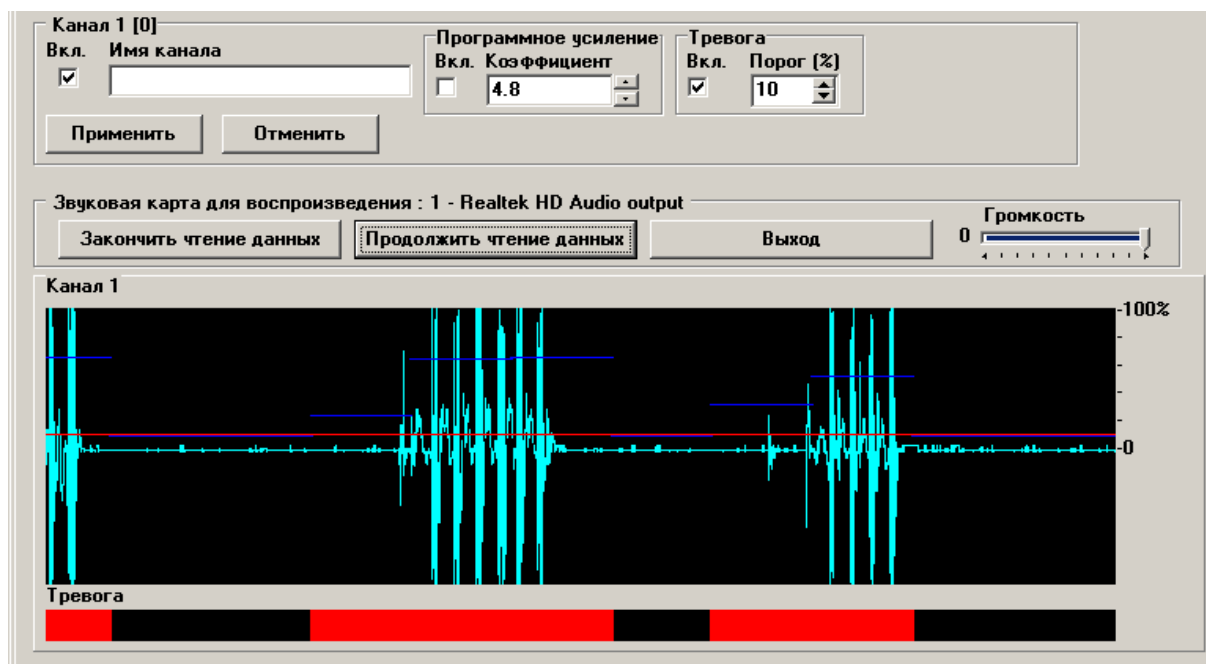 Канал 1 [0]
Вкл. Имя канала
Программное усиление
Вкл. Коэффициент
4.8
Тревога
Вкл. Порог (%)
10
Применить Отменить
Звуковая карта для воспроизведения : 1 - Realtek HD Audio output
Закончить чтение данных Продолжить чтение данных Выход
Громкость
0
Канал 1
-100%
-0
Тревога